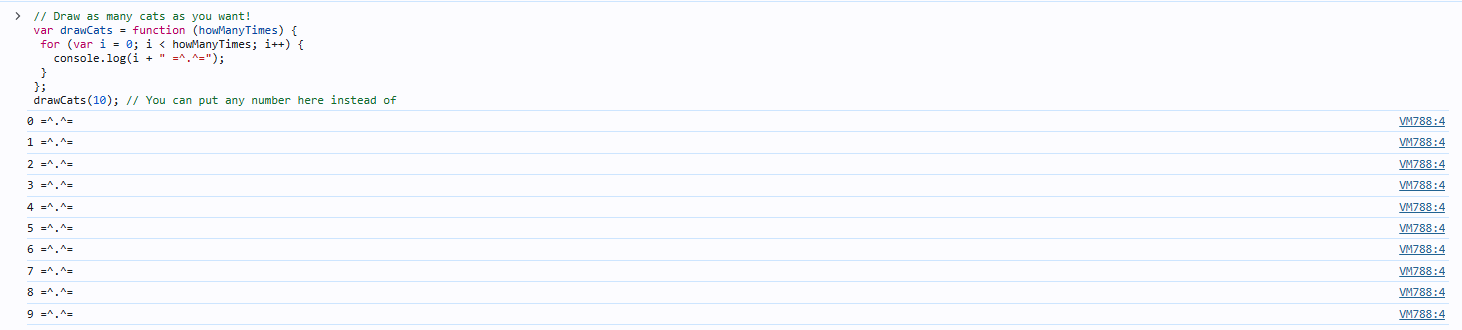 // Draw as many cats as you want!
var drawCats = function (howManyTimes) {
 for (var i = 0; i < howManyTimes; i++) {
   console.log(i + " =^.^=");
 }
};
drawCats(10); // You can put any number here instead of
0 =^.^= VM788:4
1 =^.^= VM788:4
2 =^.^= VM788:4
3 =^.^= VM788:4
4 =^.^= VM788:4
5 =^.^= VM788:4
6 =^.^= VM788:4
7 =^.^= VM788:4
8 =^.^= VM788:4
9 =^.^= VM788:4